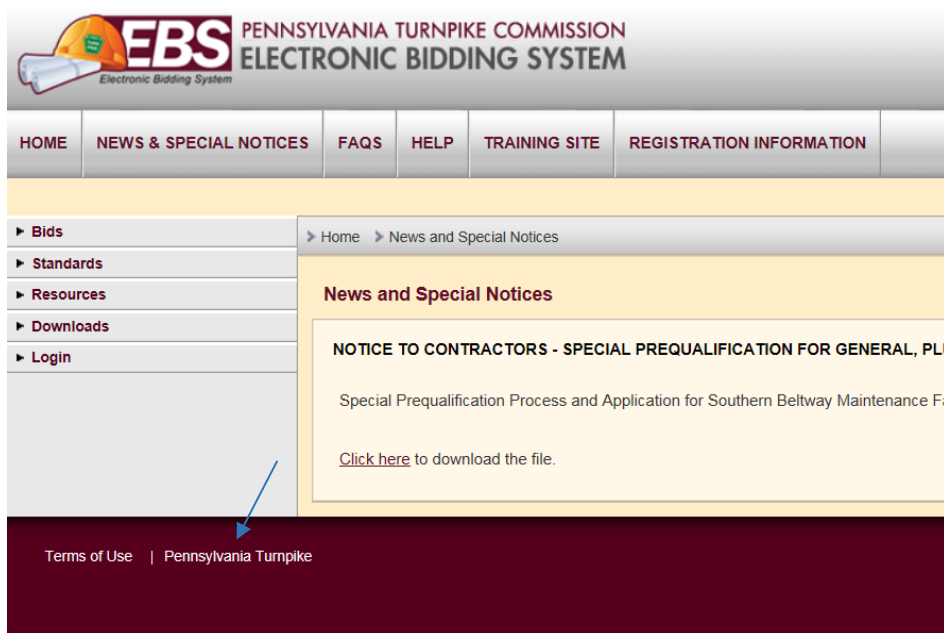 EBS
Electronic Bidding System
PENNSYLVANIA TURNPIKE COMMISSION
ELECTRONIC BIDDING SYSTEM
HOME NEWS & SPECIAL NOTICES FAQS HELP TRAINING SITE REGISTRATION INFORMATION
Bids
Standards
Resources
Downloads
Login
Home News and Special Notices
News and Special Notices
NOTICE TO CONTRACTORS - SPECIAL PREQUALIFICATION FOR GENERAL,
Special Prequalification Process and Application for Southern Beltway Maintenance
Click here to download the file.
Terms of Use | Pennsylvania Turnpike